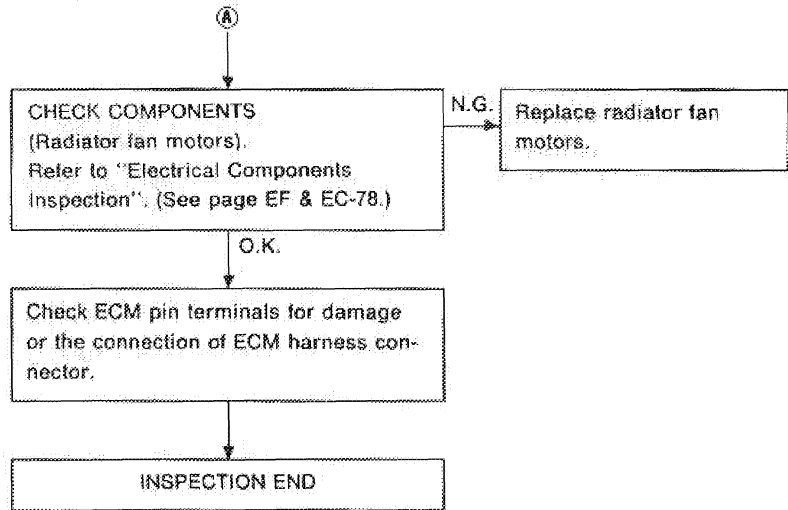 A
CHECK COMPONENTS
(Radiator fan motors).
Refer to "Electrical Components
Inspection". (See page EF & EC-78.)
N.G.
Replace radiator fan
motors.
O.K.
Check ECM pin terminals for damage
or the connection of ECM harness con-
nector.
INSPECTION END